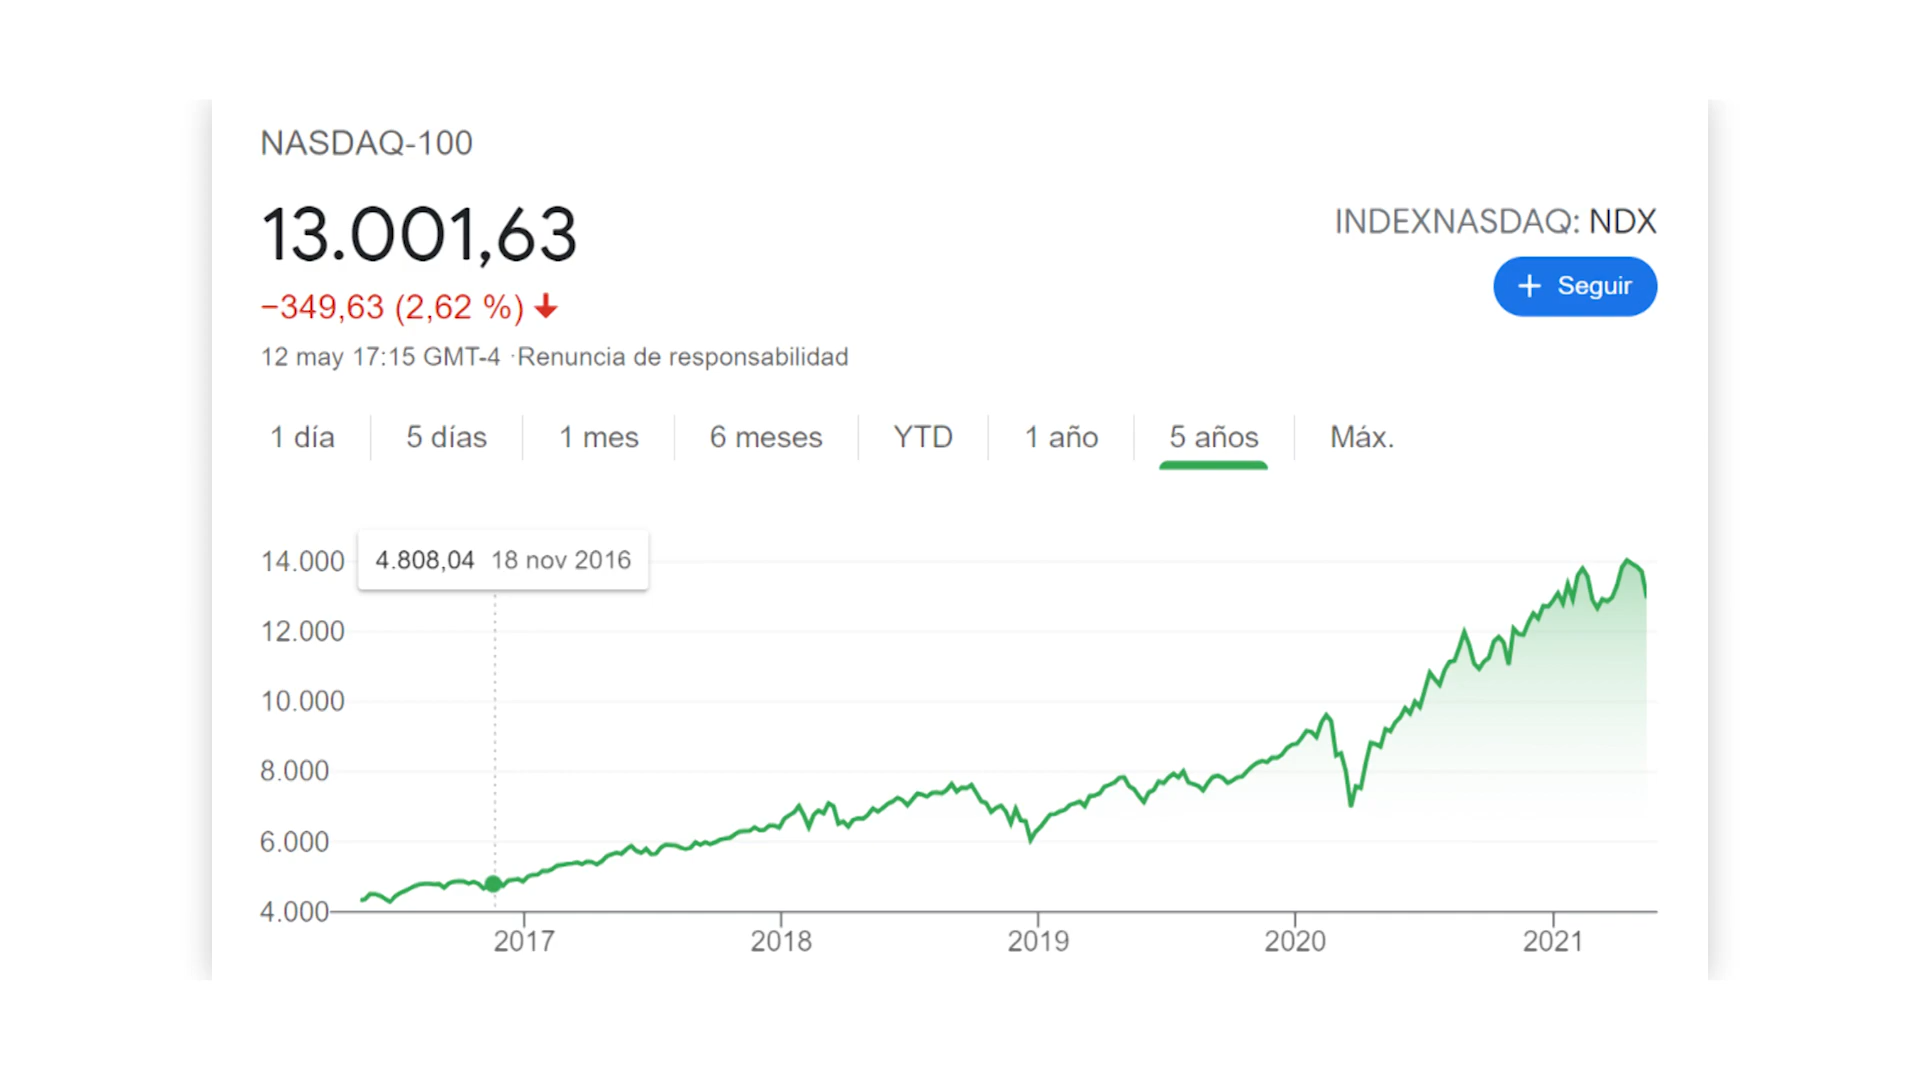 NASDAQ-100
13.001,63
INDEXNASDAQ: NDX
−349,63 (2,62 %)
+ Seguir
12 may 17:15 GMT-4 ·Renuncia de responsabilidad
1 día 5 días 1 mes 6 meses YTD 1 año 5 años Máx.
4.808,04 18 nov 2016
14.000
12.000
10.000
8.000
6.000
4.000
2017 2018 2019 2020 2021